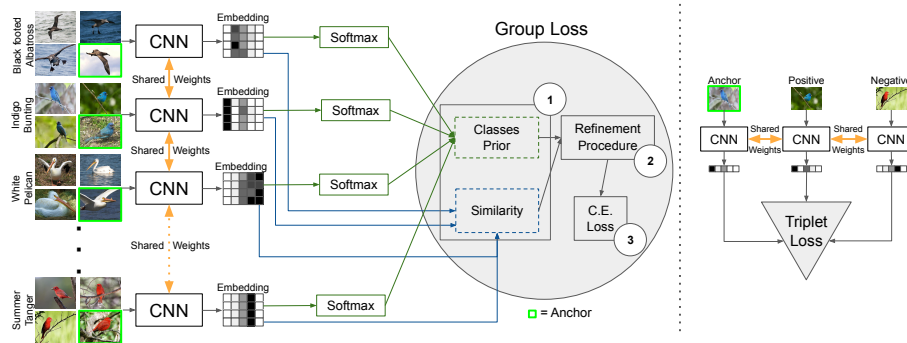 Group Loss
Black footed
Albatross
CNN
Embedding
Softmax
Shared Weights
Indigo
Bunting
CNN
Embedding
Softmax
Shared Weights
White
Pelican
CNN
Embedding
Softmax
Shared Weights
Summer
Tanger
CNN
Embedding
Softmax
1
Classes
Prior
Similarity
Refinement
Procedure
2
C.E.
Loss
3
= Anchor
Anchor
Positive
Negative
CNN
Shared
Weights
CNN
Shared
Weights
CNN
Triplet
Loss